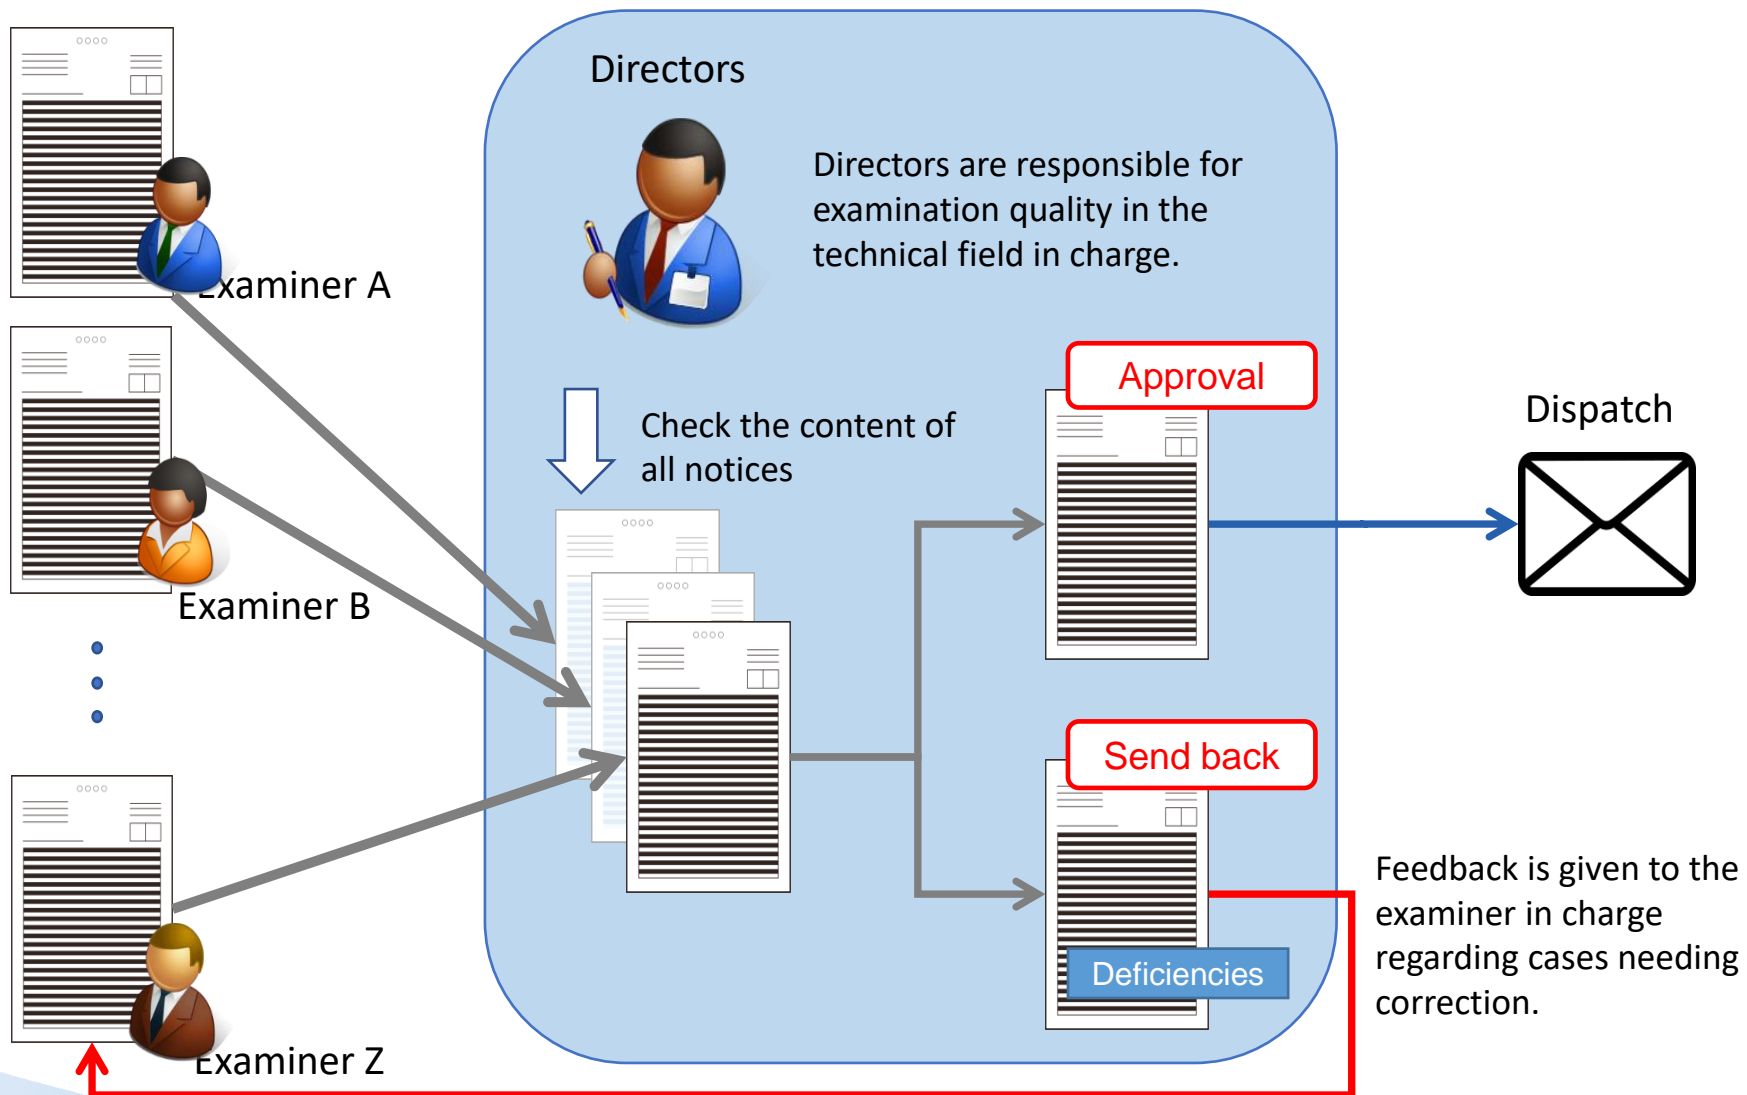 Directors
Directors are responsible for
examination quality in the
technical field in charge.
Examiner A
Examiner B
Examiner Z
Check the content of
all notices
Approval
Dispatch
Send back
Deficiencies
Feedback is given to the
examiner in charge
regarding cases needing
correction.